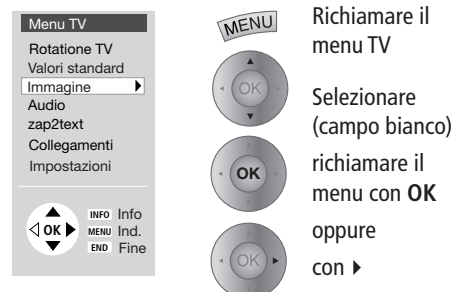 Menu TV
Rotatione TV
Valori standard
Immagine
Audio
zap2text
Collegamenti
Impostazioni
OK
INFO Info
MENU Ind.
END Fine
MENU
OK
OK
OK
Richiamare il
menu TV
Selezionare
(campo bianco)
richiamare il
menu con OK
oppure
con